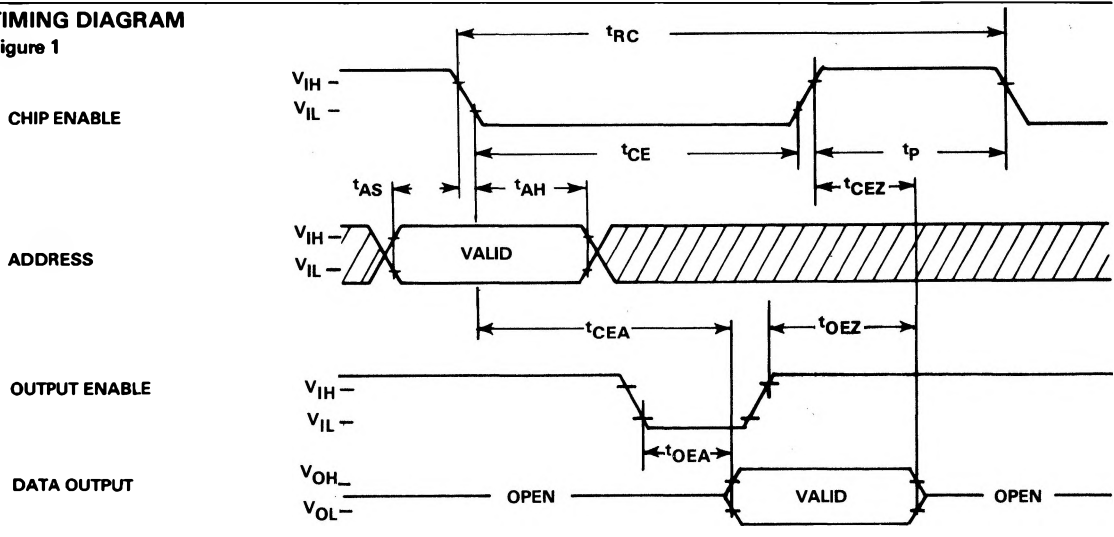 TIMING DIAGRAM
igure 1
tRC
VIH
VIL
CHIP ENABLE
tCE
tP
tAS
tAH
tCEZ
VIH
VALID
ADDRESS
VIL
tCEA
tOEZ
OUTPUT ENABLE
VIH
VIL
tOEA
VOH
DATA OUTPUT
OPEN
VALID
OPEN
VOL